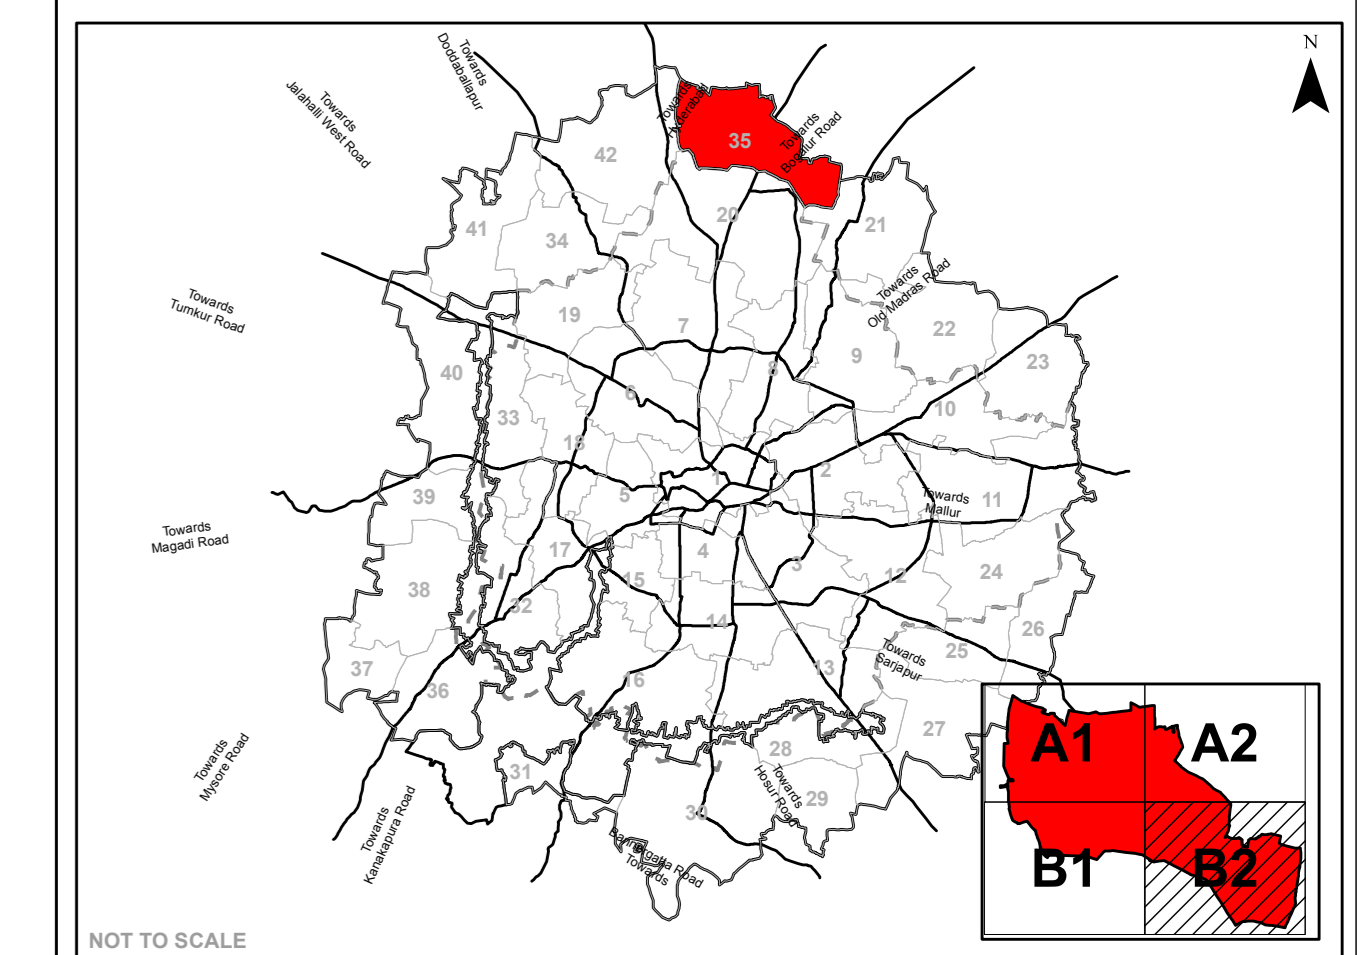 N
Towards
Doddaballapur
Towards
Jalahalli West Road
Towards
Hyderabad
Towards
Bogalur Road
35
42
20
21
41
34
Towards
Old Madras Road
Towards
Tumkur Road
19
7
22
9
23
8
40
6
10
33
18
2
1
39
5
Towards
Mallur
11
Towards
Magadi Road
17
4
3
15
12
24
38
32
14
26
25
Towards
Sarjapur
37
36
16
13
27
28
A1
A2
Towards
Mysore Road
31
Towards
Hosur Road
29
30
Towards
Kanakapura Road
Bannergatta Road
Towards
B1
B2
NOT TO SCALE